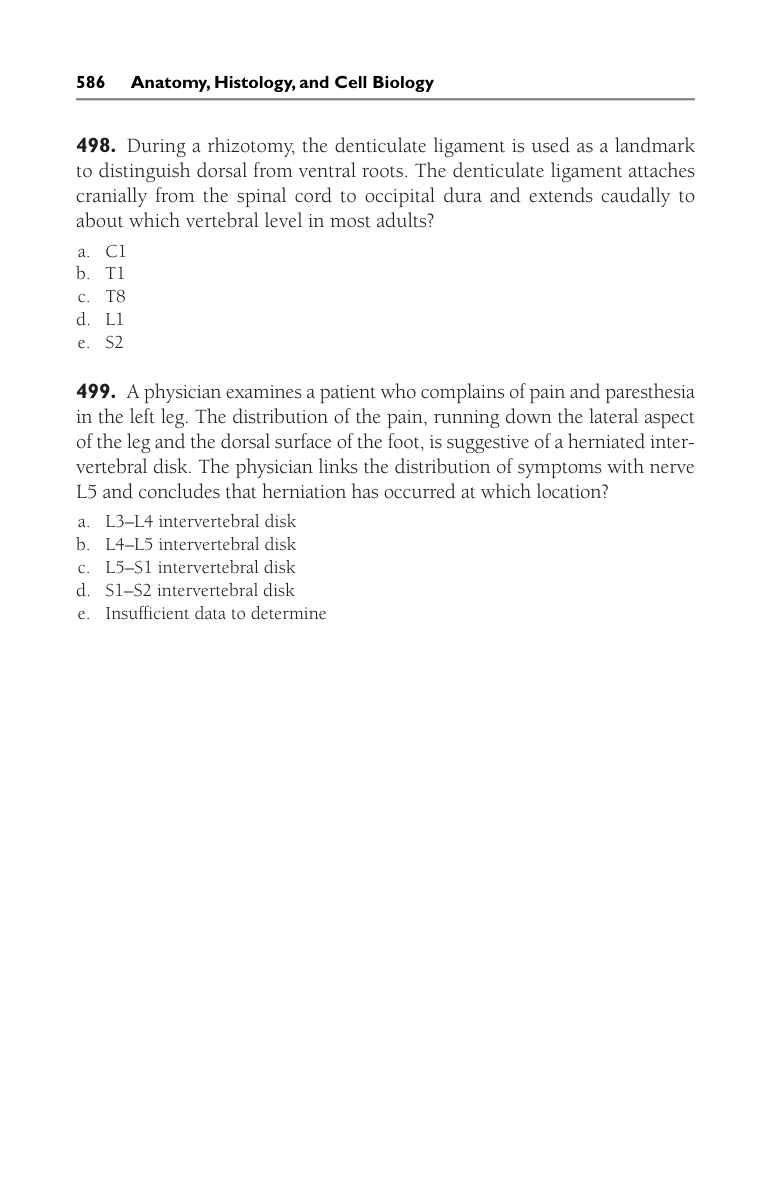 586 Anatomy, Histology, and Cell Biology
498. During a rhizotomy, the denticulate ligament is used as a landmark
to distinguish dorsal from ventral roots. The denticulate ligament attaches
cranially from the spinal cord to occipital dura and extends caudally to
about which vertebral level in most adults?
a. C1
b. T1
c. T8
d. L1
e. S2
499. A physician examines a patient who complains of pain and paresthesia
in the left leg. The distribution of the pain, running down the lateral aspect
of the leg and the dorsal surface of the foot, is suggestive of a herniated inter-
vertebral disk. The physician links the distribution of symptoms with nerve
L5 and concludes that herniation has occurred at which location?
a. L3–L4 intervertebral disk
b. L4–L5 intervertebral disk
c. L5–S1 intervertebral disk
d. S1–S2 intervertebral disk
e. Insufficient data to determine